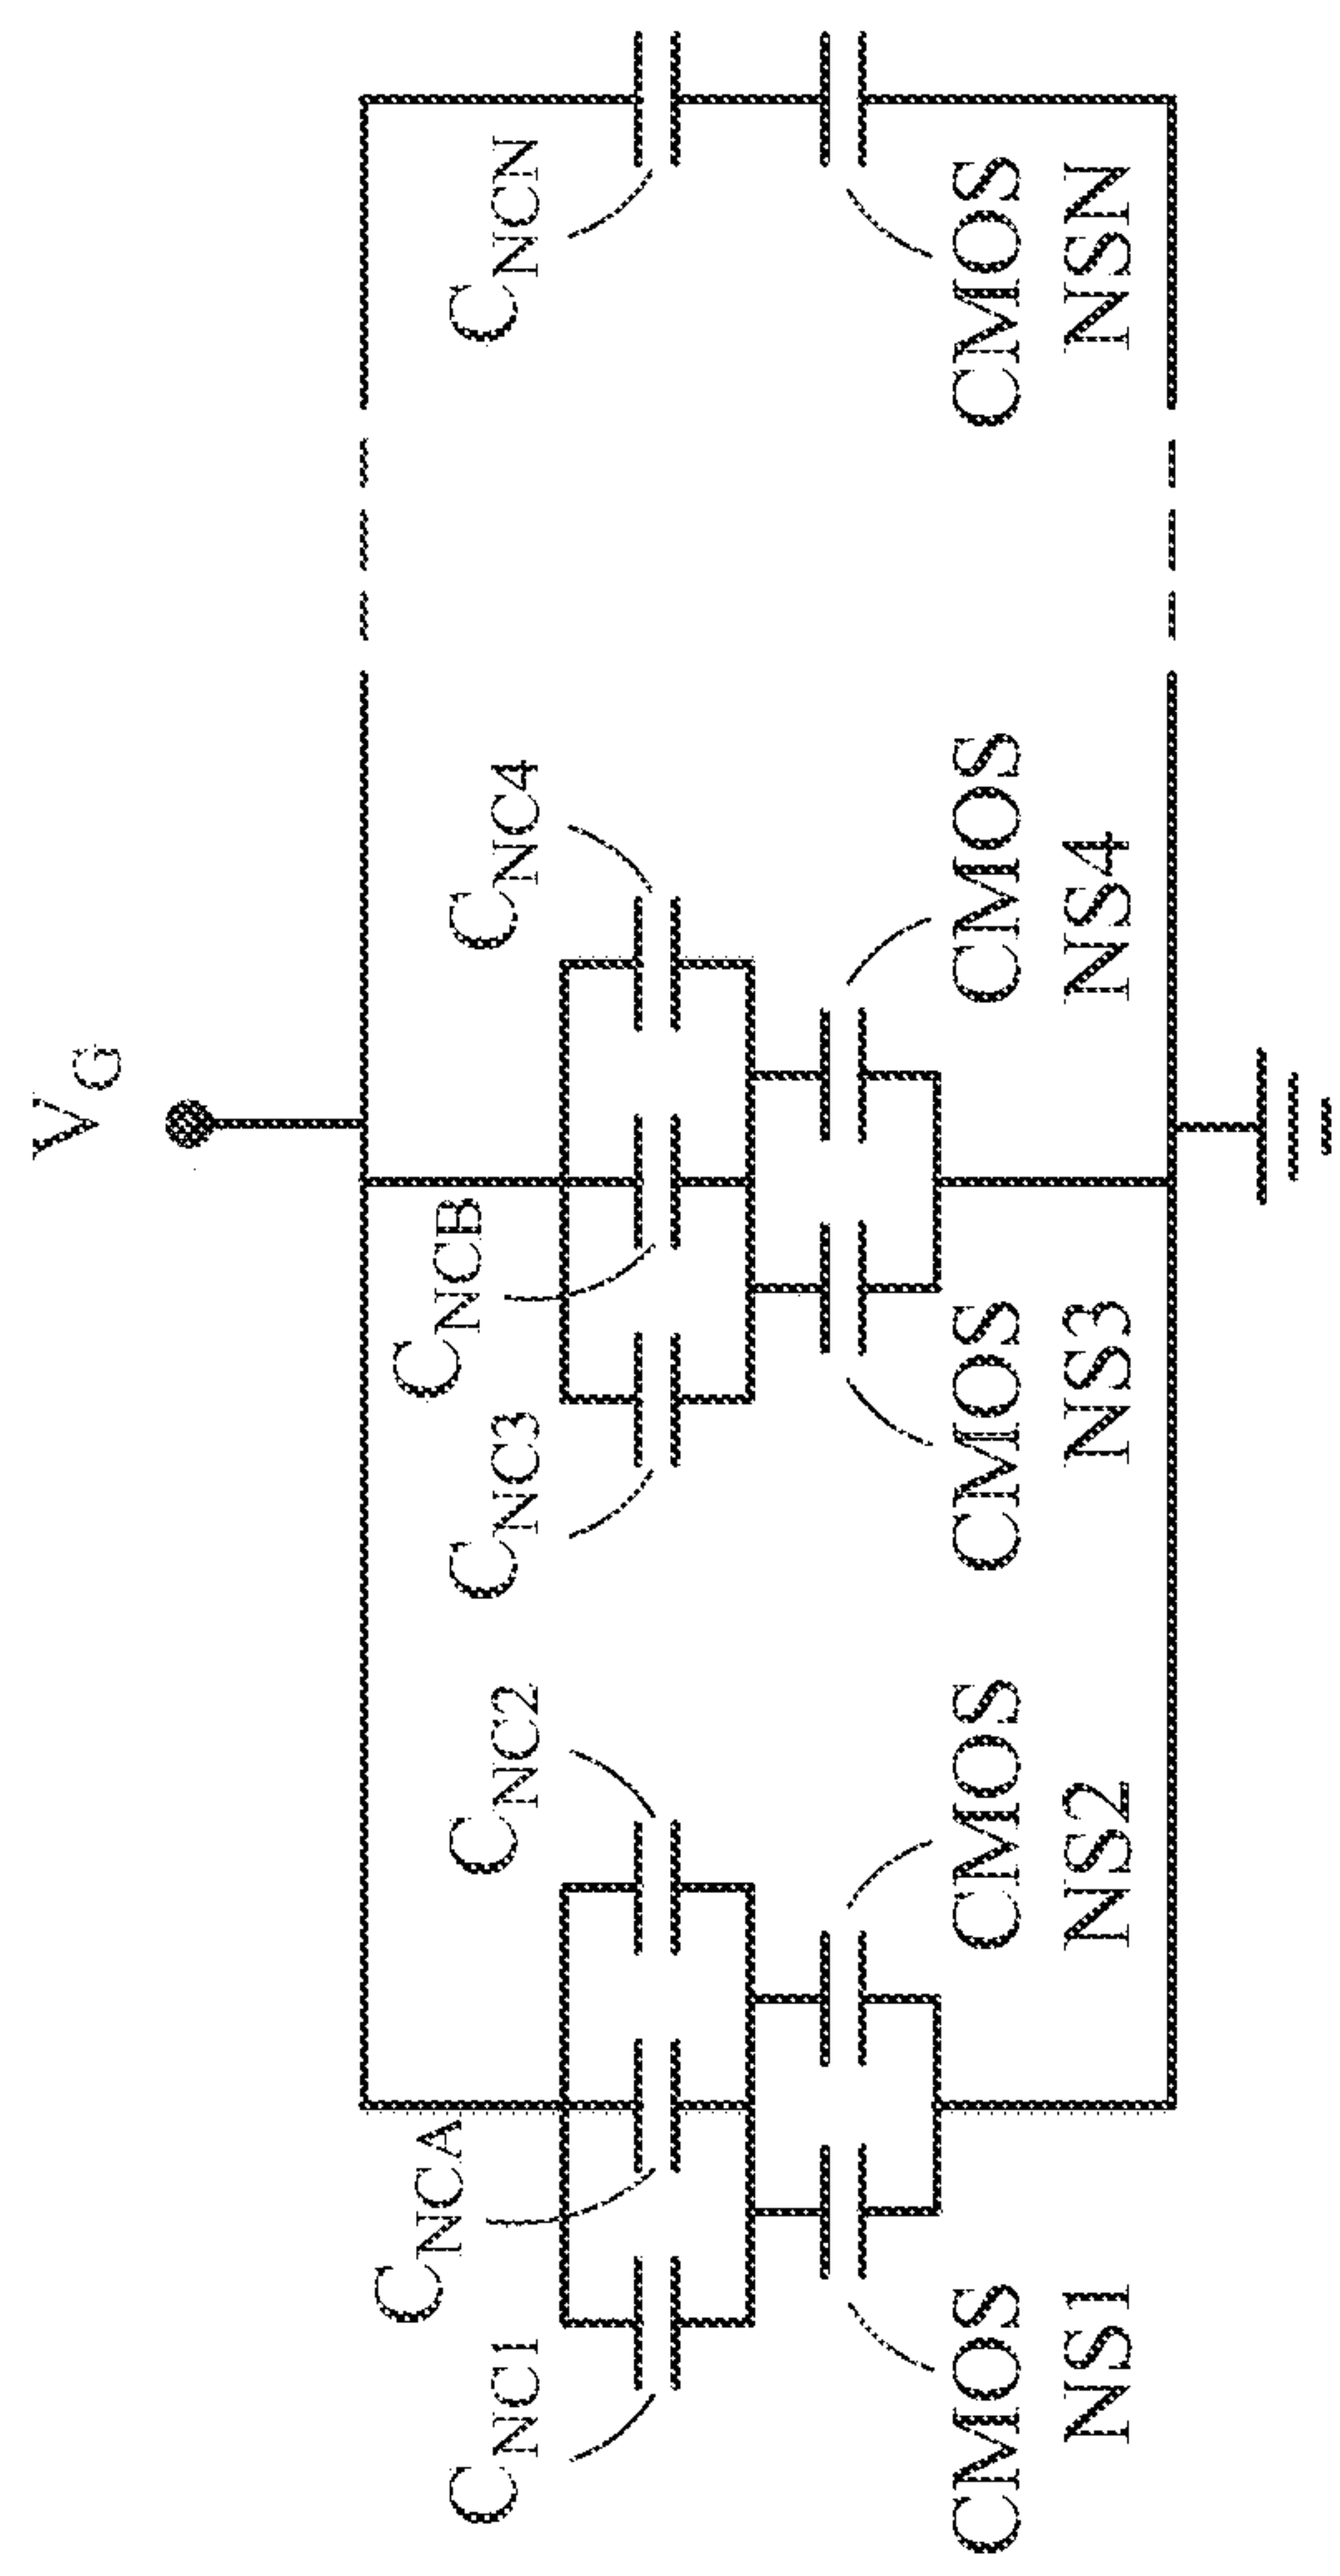 V_G
C_NCA
C_NCB
C_NC1
C_NC2
C_NC3
C_NC4
C_NCN
CMOS
NS1
CMOS
NS2
CMOS
NS3
CMOS
NS4
CMOS
NSN